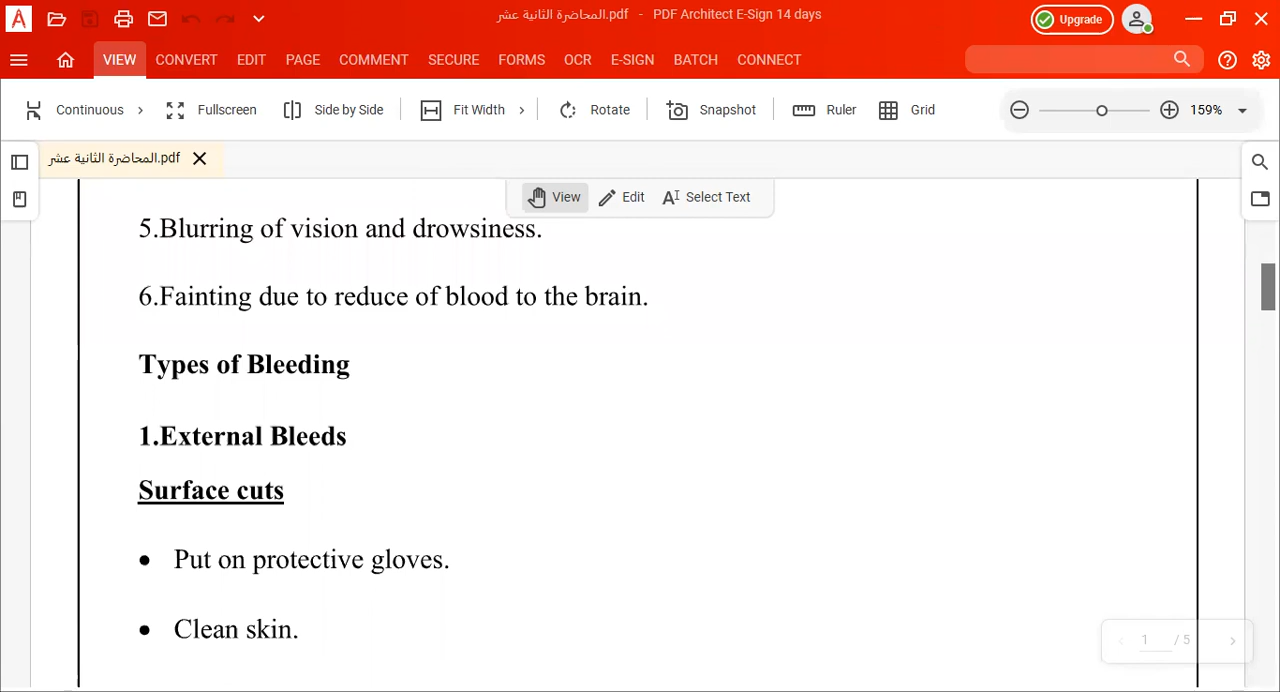 المحاضرة الثانية عشر.pdf - PDF Architect E-Sign 14 days
Upgrade
VIEW CONVERT EDIT PAGE COMMENT SECURE FORMS OCR E-SIGN BATCH CONNECT
Continuous Fullscreen Side by Side Fit Width Rotate Snapshot Ruler Grid 159%
المحاضرة الثانية عشر.pdf
View Edit Select Text
5.Blurring of vision and drowsiness.
6.Fainting due to reduce of blood to the brain.
Types of Bleeding
1.External Bleeds
Surface cuts
• Put on protective gloves.
• Clean skin.
1 / 5